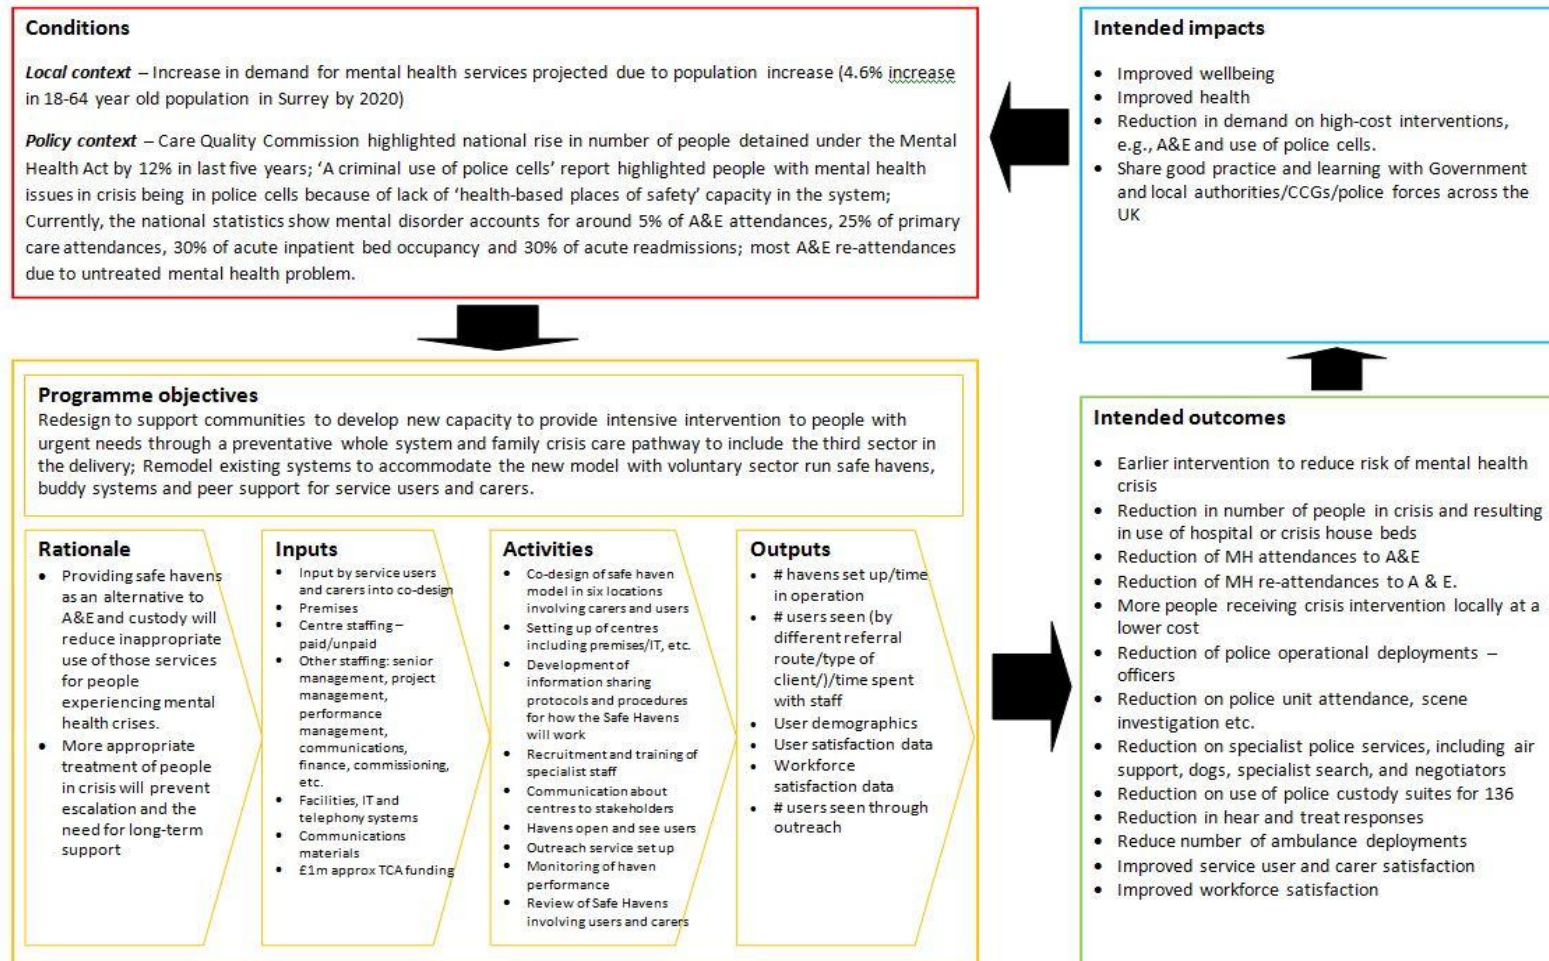 Conditions
Local context – Increase in demand for mental health services projected due to population increase (4.6% increase
in 18-64 year old population in Surrey by 2020)
Policy context – Care Quality Commission highlighted national rise in number of people detained under the Mental
Health Act by 12% in last five years; ‘A criminal use of police cells’ report highlighted people with mental health
issues in crisis being in police cells because of lack of ‘health-based places of safety’ capacity in the system;
Currently, the national statistics show mental disorder accounts for around 5% of A&E attendances, 25% of primary
care attendances, 30% of acute inpatient bed occupancy and 30% of acute readmissions; most A&E re-attendances
due to untreated mental health problem.
Intended impacts
• Improved wellbeing
• Improved health
• Reduction in demand on high-cost interventions,
e.g., A&E and use of police cells.
• Share good practice and learning with Government
and local authorities/CCGs/police forces across the
UK
Programme objectives
Redesign to support communities to develop new capacity to provide intensive intervention to people with
urgent needs through a preventative whole system and family crisis care pathway to include the third sector in
the delivery; Remodel existing systems to accommodate the new model with voluntary sector run safe havens,
buddy systems and peer support for service users and carers.
Rationale
• Providing safe havens
as an alternative to
A&E and custody will
reduce inappropriate
use of those services
for people
experiencing mental
health crises.
• More appropriate
treatment of people
in crisis will prevent
escalation and the
need for long-term
support
Inputs
• Input by service users
and carers into co-design
• Premises
• Centre staffing –
paid/unpaid
• Other staffing: senior
management, project
management,
performance
management,
communications,
finance, commissioning,
etc.
• Facilities, IT and
telephony systems
• Communications
materials
• £1m approx TCA funding
Activities
• Co-design of safe haven
model in six locations
involving carers and users
• Setting up of centres
including premises/IT, etc.
• Development of
information sharing
protocols and procedures
for how the Safe Havens
will work
• Recruitment and training of
specialist staff
• Communication about
centres to stakeholders
• Havens open and see users
• Outreach service set up
• Monitoring of haven
performance
• Review of Safe Havens
involving users and carers
Outputs
• # havens set up/time
in operation
• # users seen (by
different referral
route/type of
client/)/time spent
with staff
• User demographics
• User satisfaction data
• Workforce
satisfaction data
• # users seen through
outreach
Intended outcomes
• Earlier intervention to reduce risk of mental health
crisis
• Reduction in number of people in crisis and resulting
in use of hospital or crisis house beds
• Reduction of MH attendances to A&E
• Reduction of MH re-attendances to A & E.
• More people receiving crisis intervention locally at a
lower cost
• Reduction of police operational deployments –
officers
• Reduction on police unit attendance, scene
investigation etc.
• Reduction on specialist police services, including air
support, dogs, specialist search, and negotiators
• Reduction on use of police custody suites for 136
• Reduction in hear and treat responses
• Reduce number of ambulance deployments
• Improved service user and carer satisfaction
• Improved workforce satisfaction